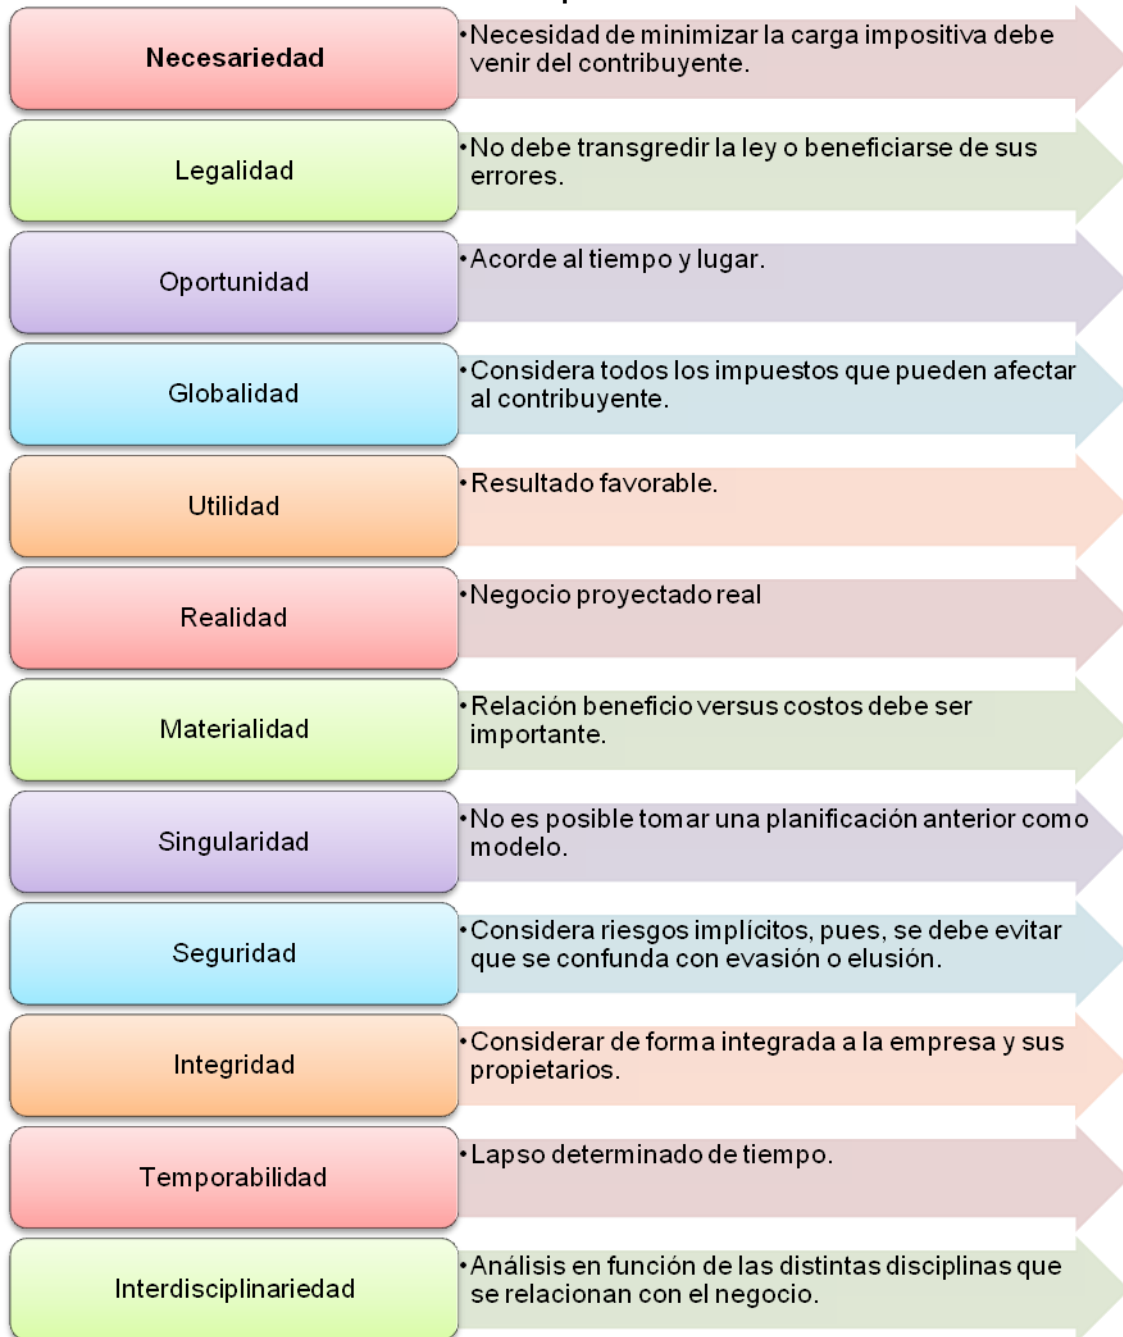 Necesariedad
•Necesidad de minimizar la carga impositiva debe
venir del contribuyente.
Legalidad
•No debe transgredir la ley o beneficiarse de sus
errores.
Oportunidad
•Acorde al tiempo y lugar.
Globalidad
•Considera todos los impuestos que pueden afectar
al contribuyente.
Utilidad
•Resultado favorable.
Realidad
•Negocio proyectado real
Materialidad
•Relación beneficio versus costos debe ser
importante.
Singularidad
•No es posible tomar una planificación anterior como
modelo.
Seguridad
•Considera riesgos implícitos, pues, se debe evitar
que se confunda con evasión o elusión.
Integridad
•Considerar de forma integrada a la empresa y sus
propietarios.
Temporabilidad
•Lapso determinado de tiempo.
Interdisciplinariedad
•Análisis en función de las distintas disciplinas que
se relacionan con el negocio.